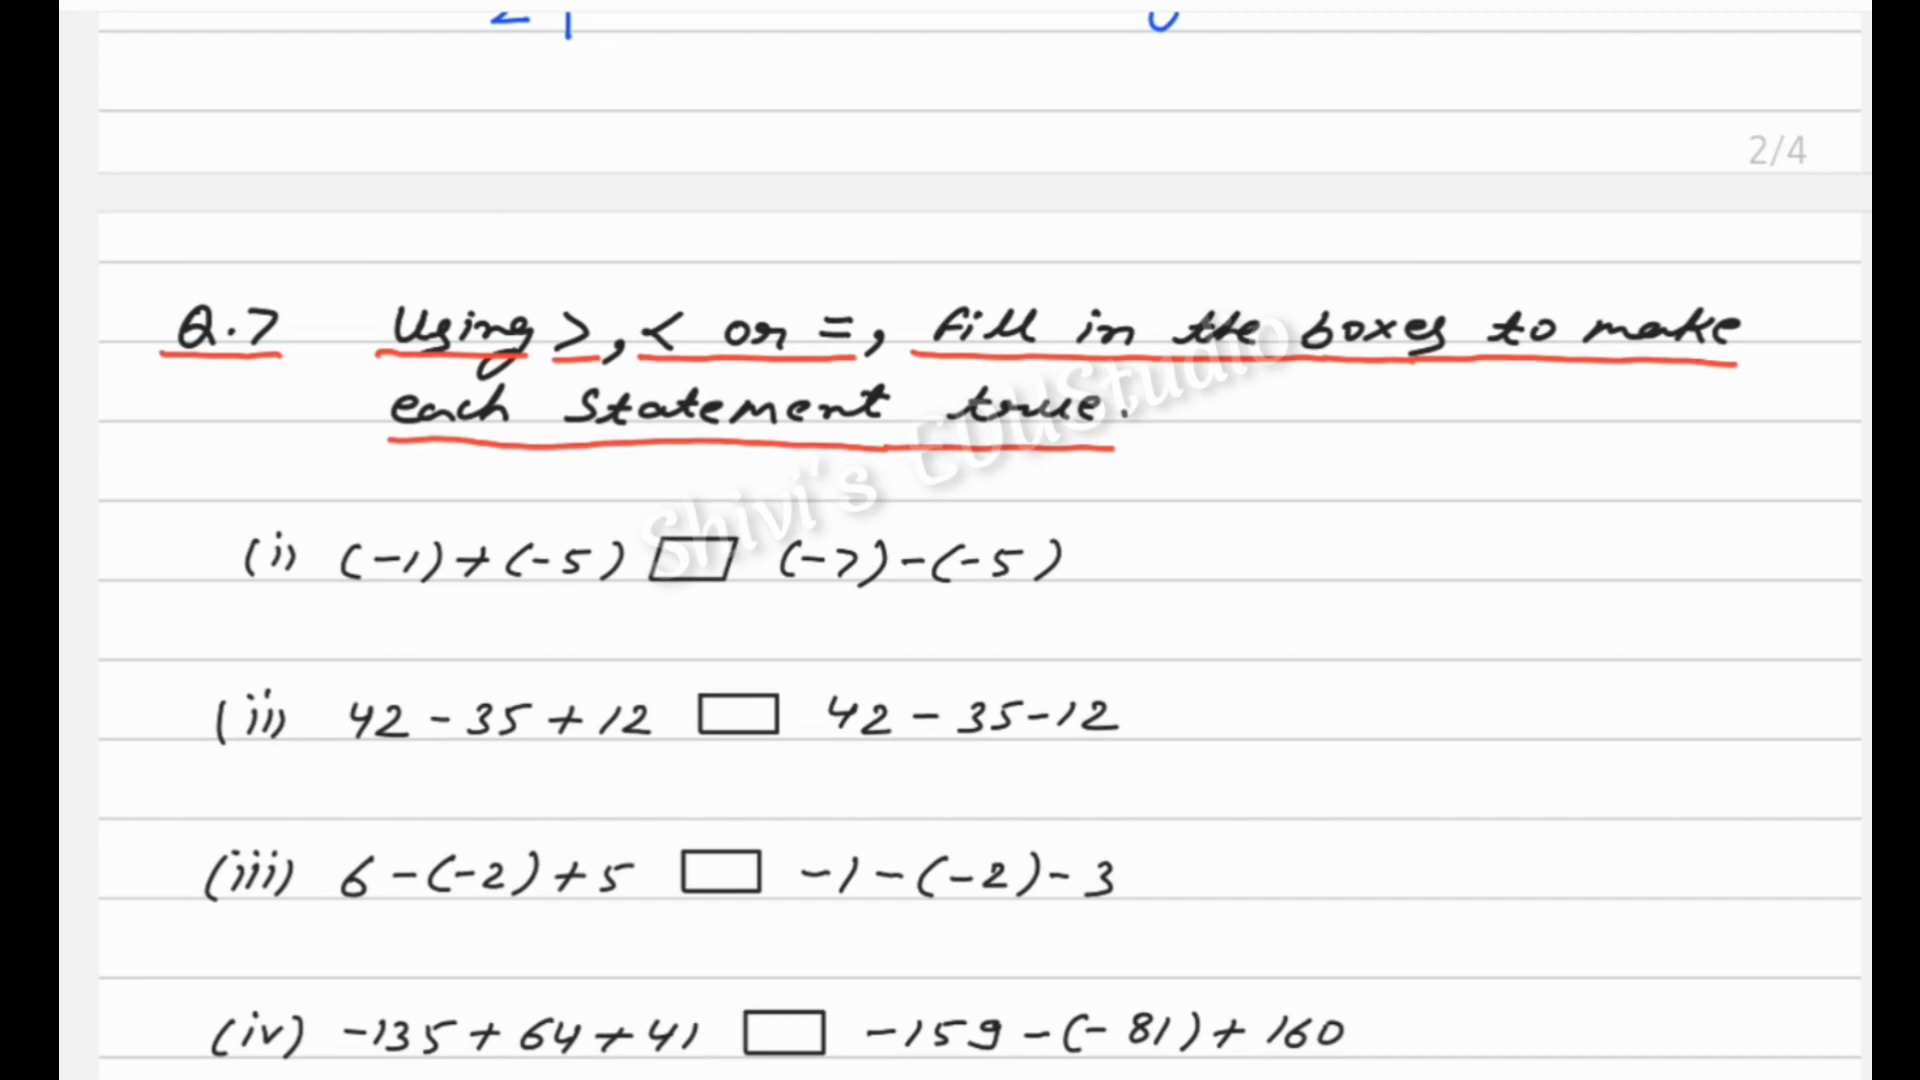 2/4
Q.7 Using >, < or =, fill in the boxes to make
each statement true.
Shivi's EDUStudio
(i) (-1)+(-5) □ (-7)-(-5)
(ii) 42-35+12 □ 42-35-12
(iii) 6-(-2)+5 □ -1-(-2)-3
(iv) -135+64+41 □ -159-(-81)+160